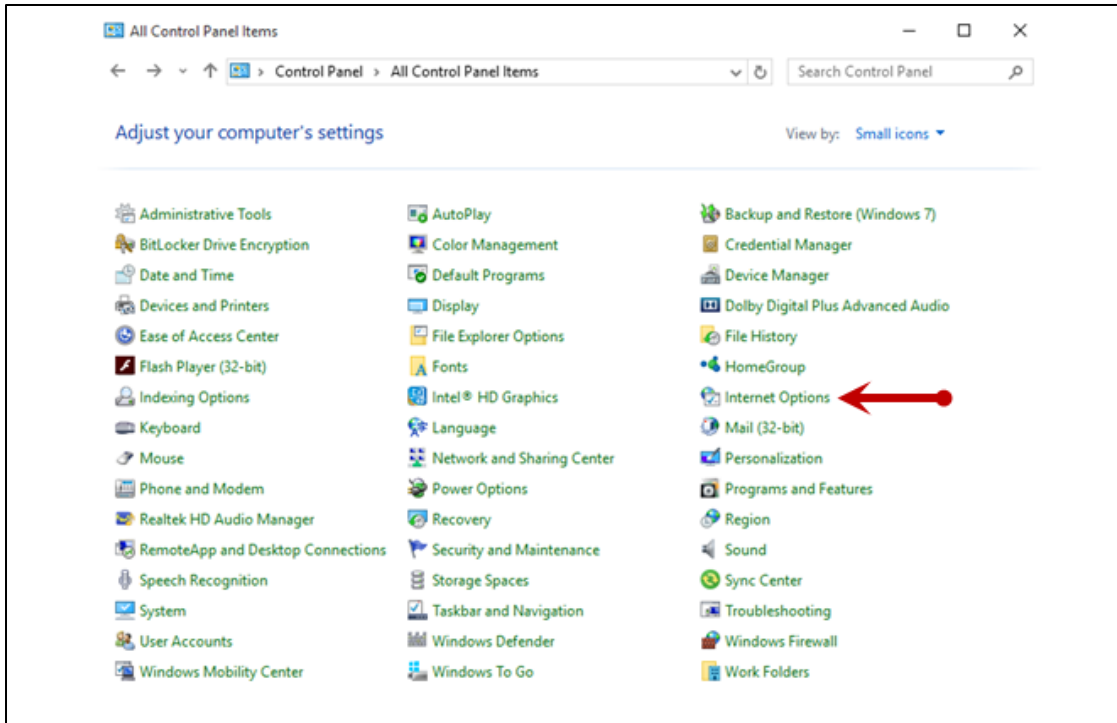 All Control Panel Items
Control Panel > All Control Panel Items
Search Control Panel
Adjust your computer's settings
View by: Small icons
Administrative Tools
AutoPlay
Backup and Restore (Windows 7)
BitLocker Drive Encryption
Color Management
Credential Manager
Date and Time
Default Programs
Device Manager
Devices and Printers
Display
Dolby Digital Plus Advanced Audio
Ease of Access Center
File Explorer Options
File History
Flash Player (32-bit)
Fonts
HomeGroup
Indexing Options
Intel® HD Graphics
Internet Options
Keyboard
Language
Mail (32-bit)
Mouse
Network and Sharing Center
Personalization
Phone and Modem
Power Options
Programs and Features
Realtek HD Audio Manager
Recovery
Region
RemoteApp and Desktop Connections
Security and Maintenance
Sound
Speech Recognition
Storage Spaces
Sync Center
System
Taskbar and Navigation
Troubleshooting
User Accounts
Windows Defender
Windows Firewall
Windows Mobility Center
Windows To Go
Work Folders